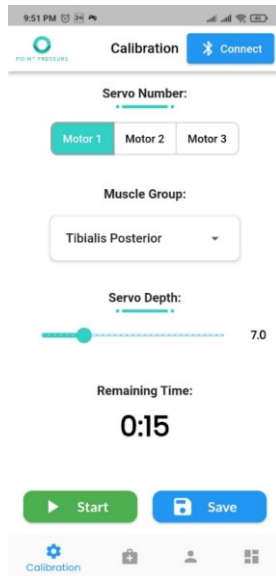 9:51 PM
POINT PRESSURE
Calibration
Connect
Servo Number:
Motor 1 Motor 2 Motor 3
Muscle Group:
Tibialis Posterior
Servo Depth:
7.0
Remaining Time:
0:15
Start Save
Calibration